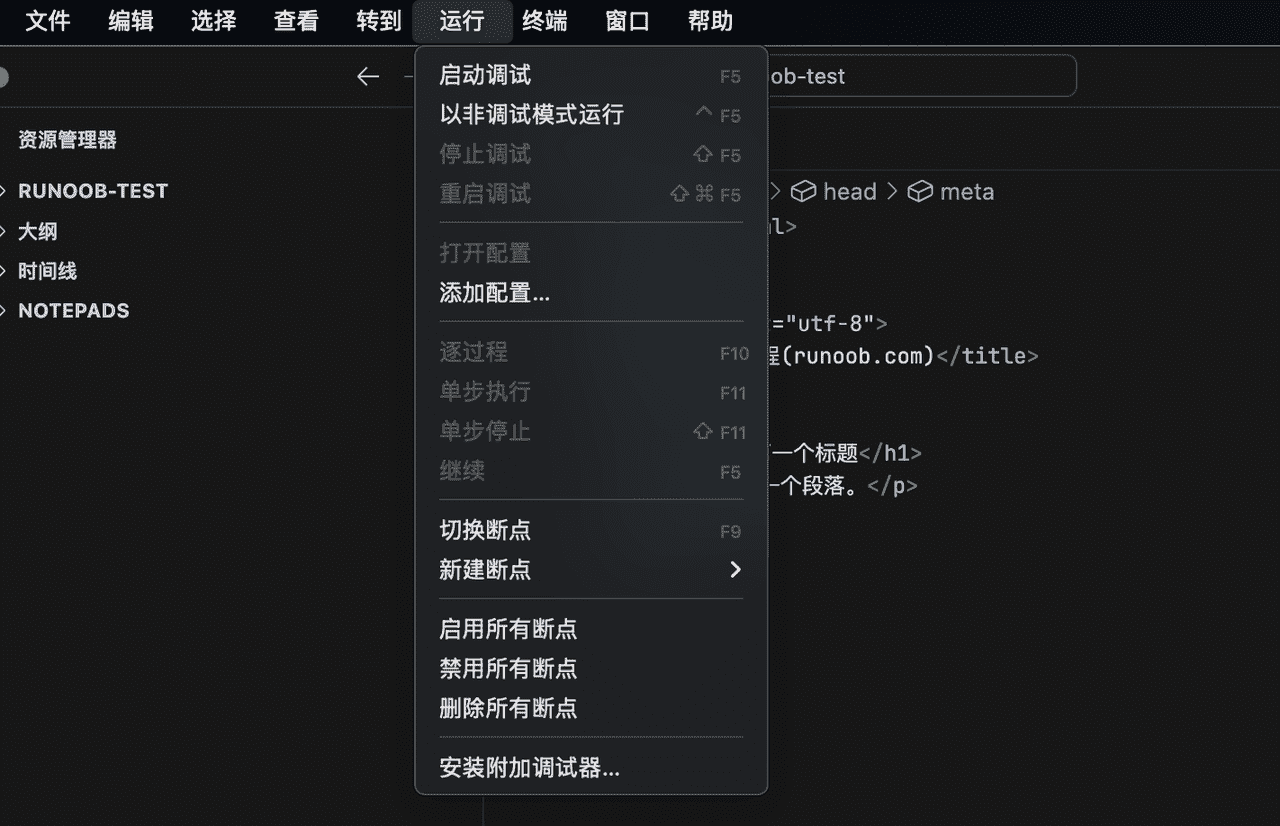 文件 编辑 选择 查看 转到 运行 终端 窗口 帮助
启动调试 F5
以非调试模式运行 ^ F5
停止调试 ⇧ F5
重启调试 ⇧ ⌘ F5
打开配置
添加配置...
逐过程 F10
单步执行 F11
单步停止 ⇧ F11
继续 F5
切换断点 F9
新建断点
启用所有断点
禁用所有断点
删除所有断点
安装附加调试器...
资源管理器
RUNOOB-TEST
大纲
时间线
NOTEPADS
ob-test
head > meta
l>
="utf-8">
程(runoob.com)</title>
一个标题</h1>
一个段落。</p>